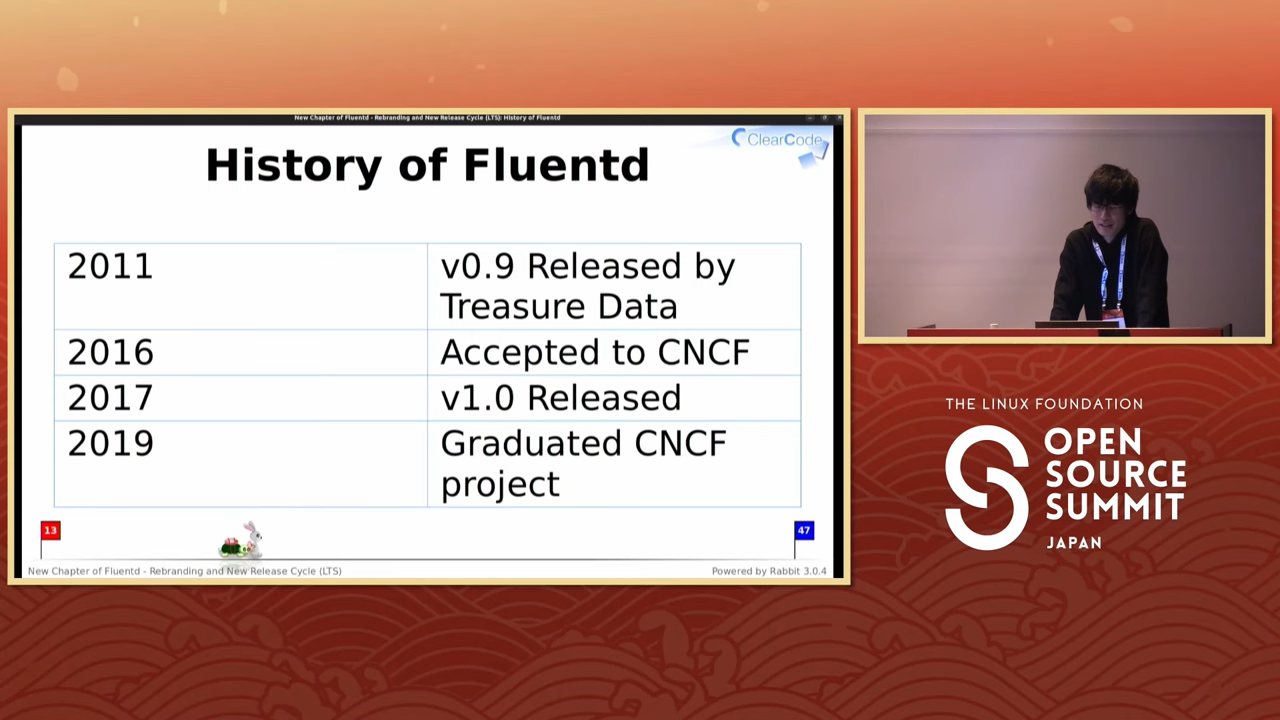 New Chapter of Fluentd - Rebranding and New Release Cycle (LTS): History of Fluentd
ClearCode
History of Fluentd
2011
v0.9 Released by
Treasure Data
2016
Accepted to CNCF
2017
v1.0 Released
2019
Graduated CNCF
project
13
47
New Chapter of Fluentd - Rebranding and New Release Cycle (LTS)
Powered by Rabbit 3.0.4
THE LINUX FOUNDATION
OPEN
SOURCE
SUMMIT
JAPAN